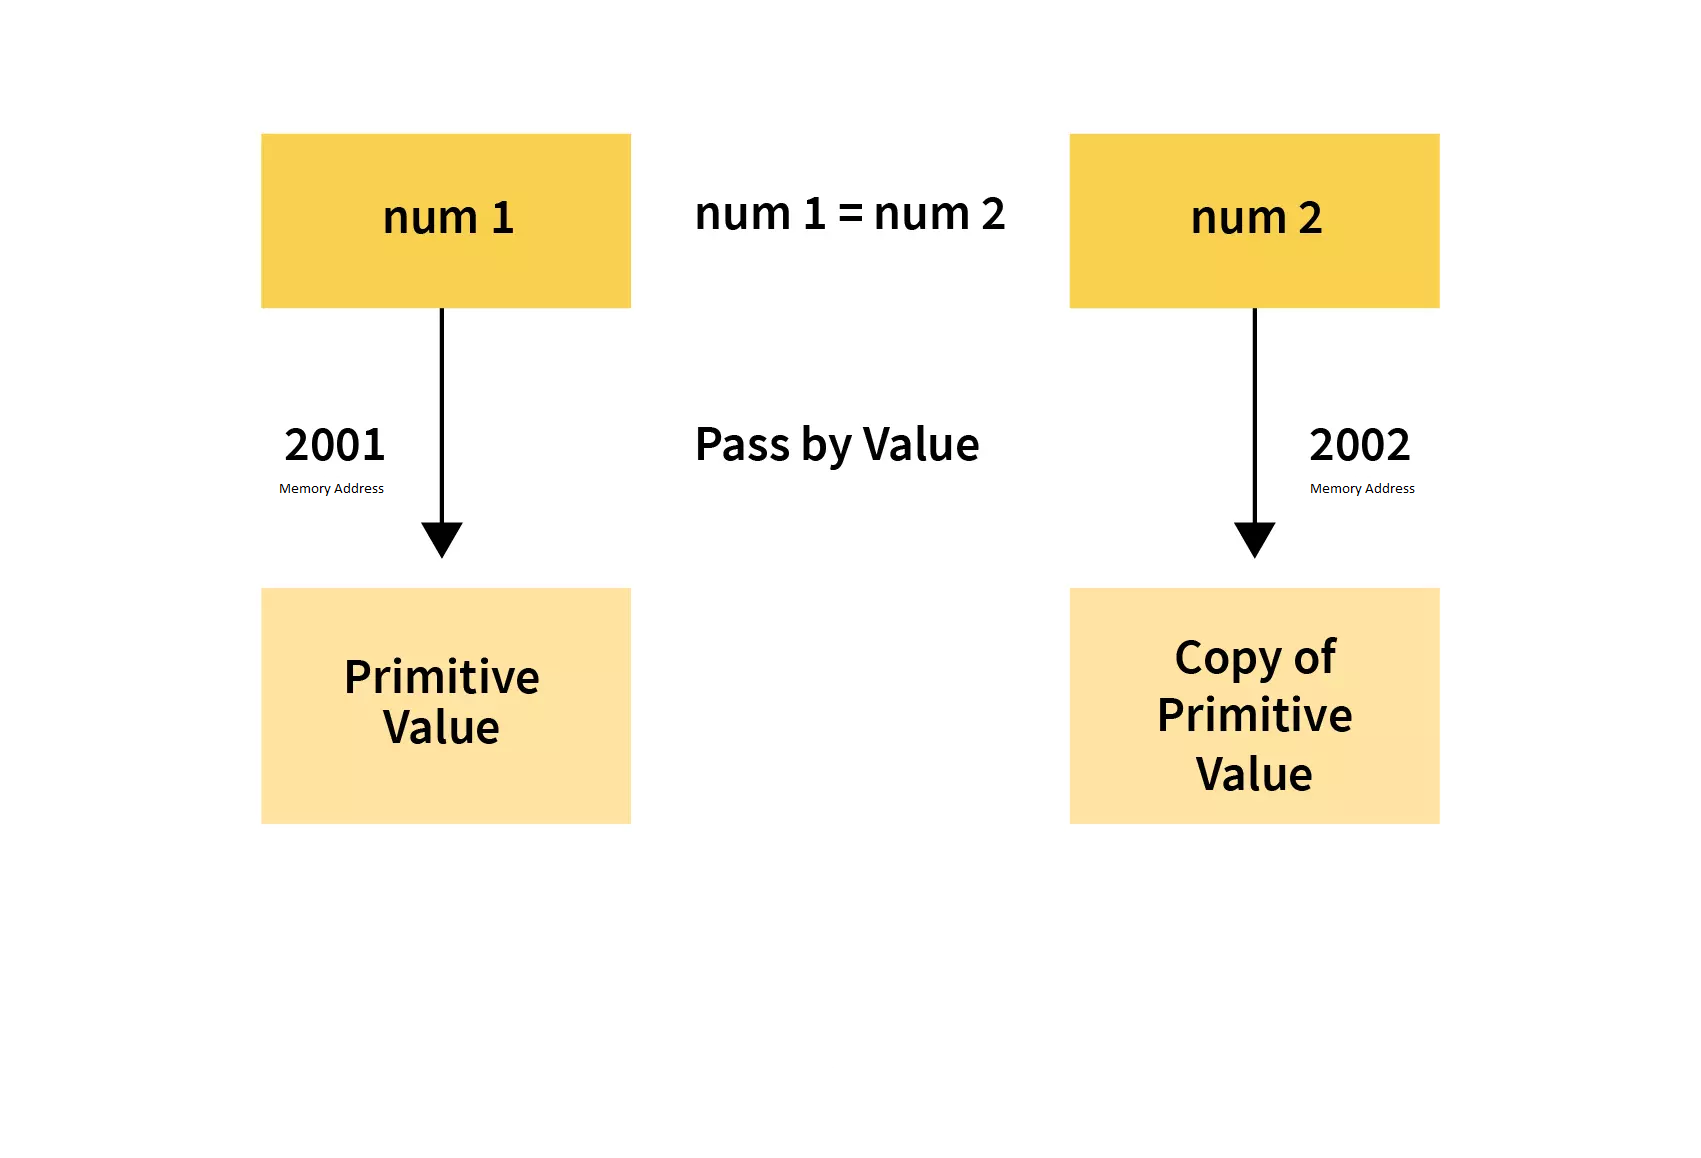 num 1
num 1 = num 2
num 2
2001
Memory Address
Pass by Value
2002
Memory Address
Primitive
Value
Copy of
Primitive
Value